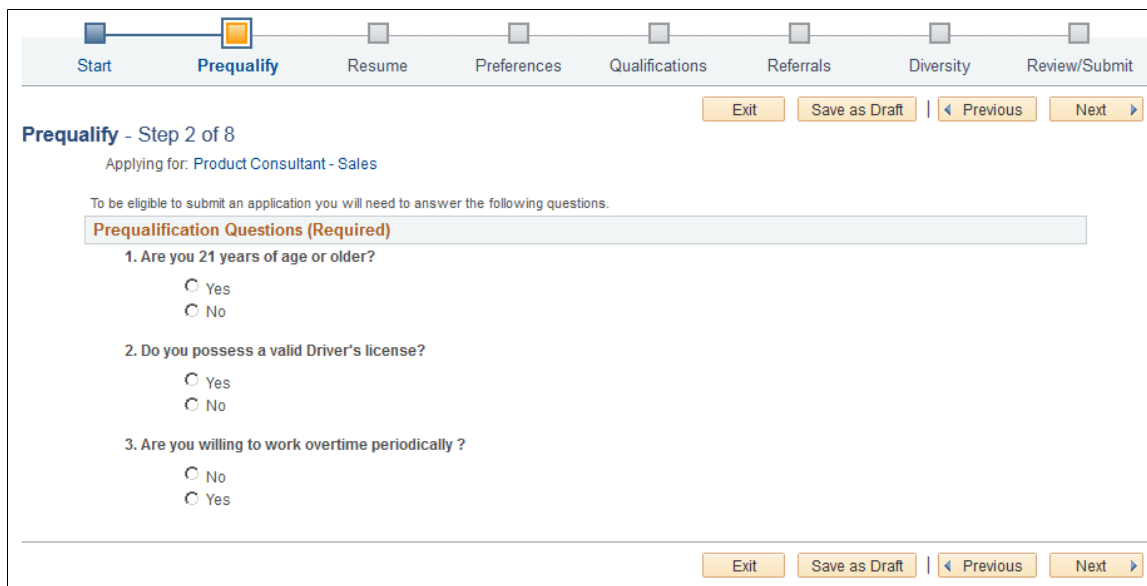 Start Prequalify Resume Preferences Qualifications Referrals Diversity Review/Submit
Exit Save as Draft | Previous Next
Prequalify - Step 2 of 8
Applying for: Product Consultant - Sales
To be eligible to submit an application you will need to answer the following questions.
Prequalification Questions (Required)
1. Are you 21 years of age or older?
Yes
No
2. Do you possess a valid Driver's license?
Yes
No
3. Are you willing to work overtime periodically ?
No
Yes
Exit Save as Draft | Previous Next